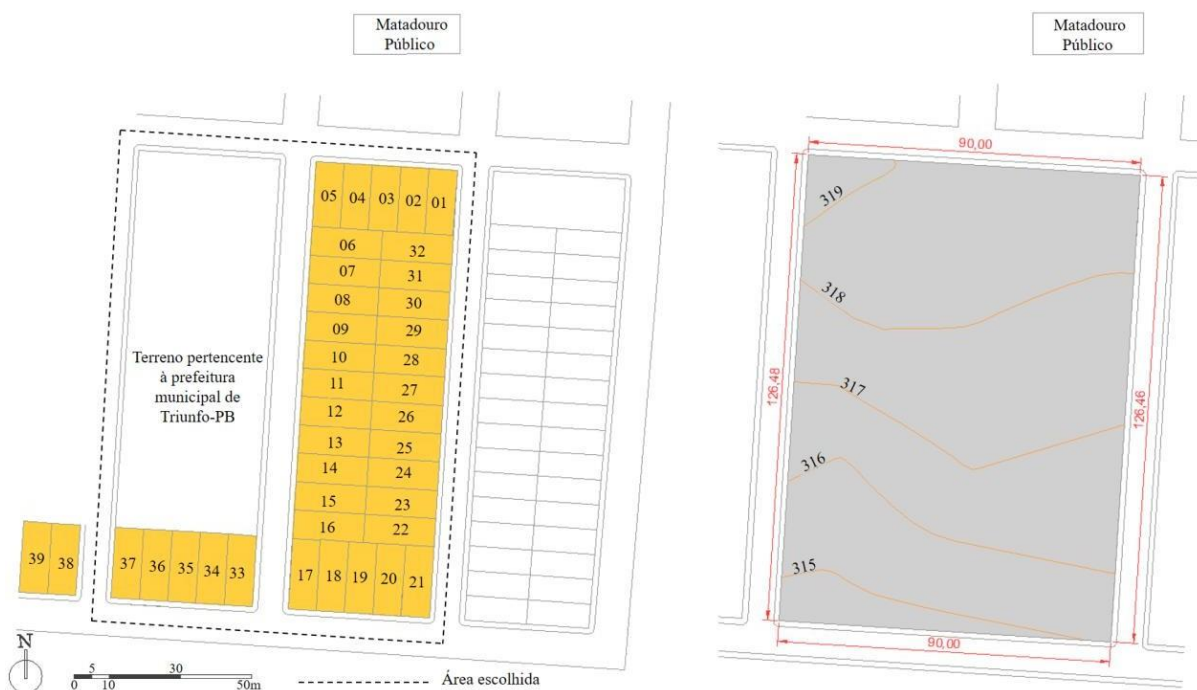 Matadouro
Público
05 04 03 02 01
06 32
07 31
08 30
09 29
10 28
11 27
12 26
13 25
14 24
15 23
16 22
17 18 19 20 21
Terreno pertencente
à prefeitura
municipal de
Triunfo-PB
39 38
37 36 35 34 33
N
5 30
0 10 50m
Área escolhida
Matadouro
Público
90,00
319
318
317
316
315
126,48
126,46
90,00